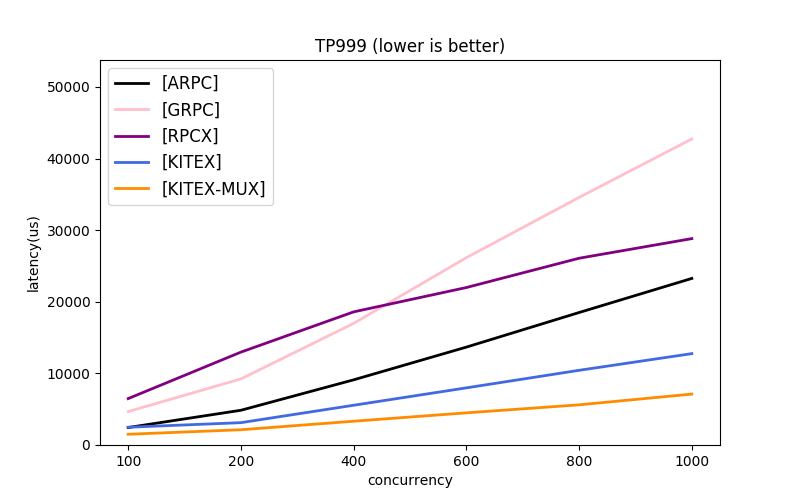 TP999 (lower is better)
[ARPC]
[GRPC]
[RPCX]
[KITEX]
[KITEX-MUX]
latency(us)
50000
40000
30000
20000
10000
0
100 200 400 600 800 1000
concurrency